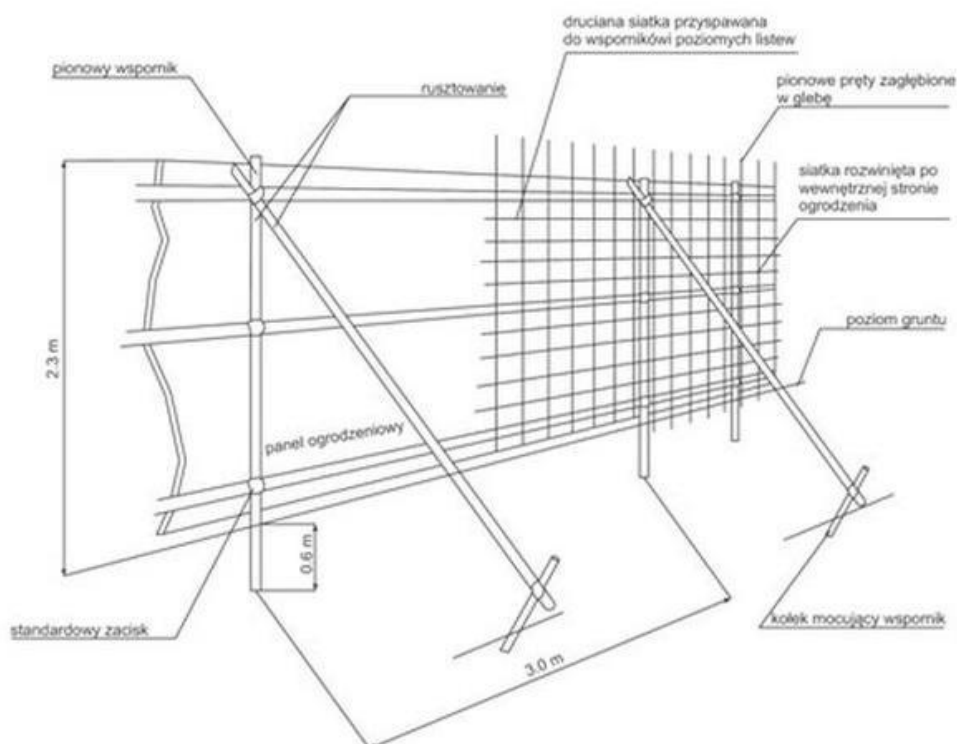 druciana siatka przyspawana
do wsporników​i poziomych listew
pionowy wspornik
rusztowanie
pionowe pręty zagłębione
w glebę
siatka rozwinięta po
wewnętrznej stronie
ogrodzenia
poziom gruntu
2.3 m
panel ogrodzeniowy
0.6 m
standardowy zacisk
3.0 m
kołek mocujący wspornik